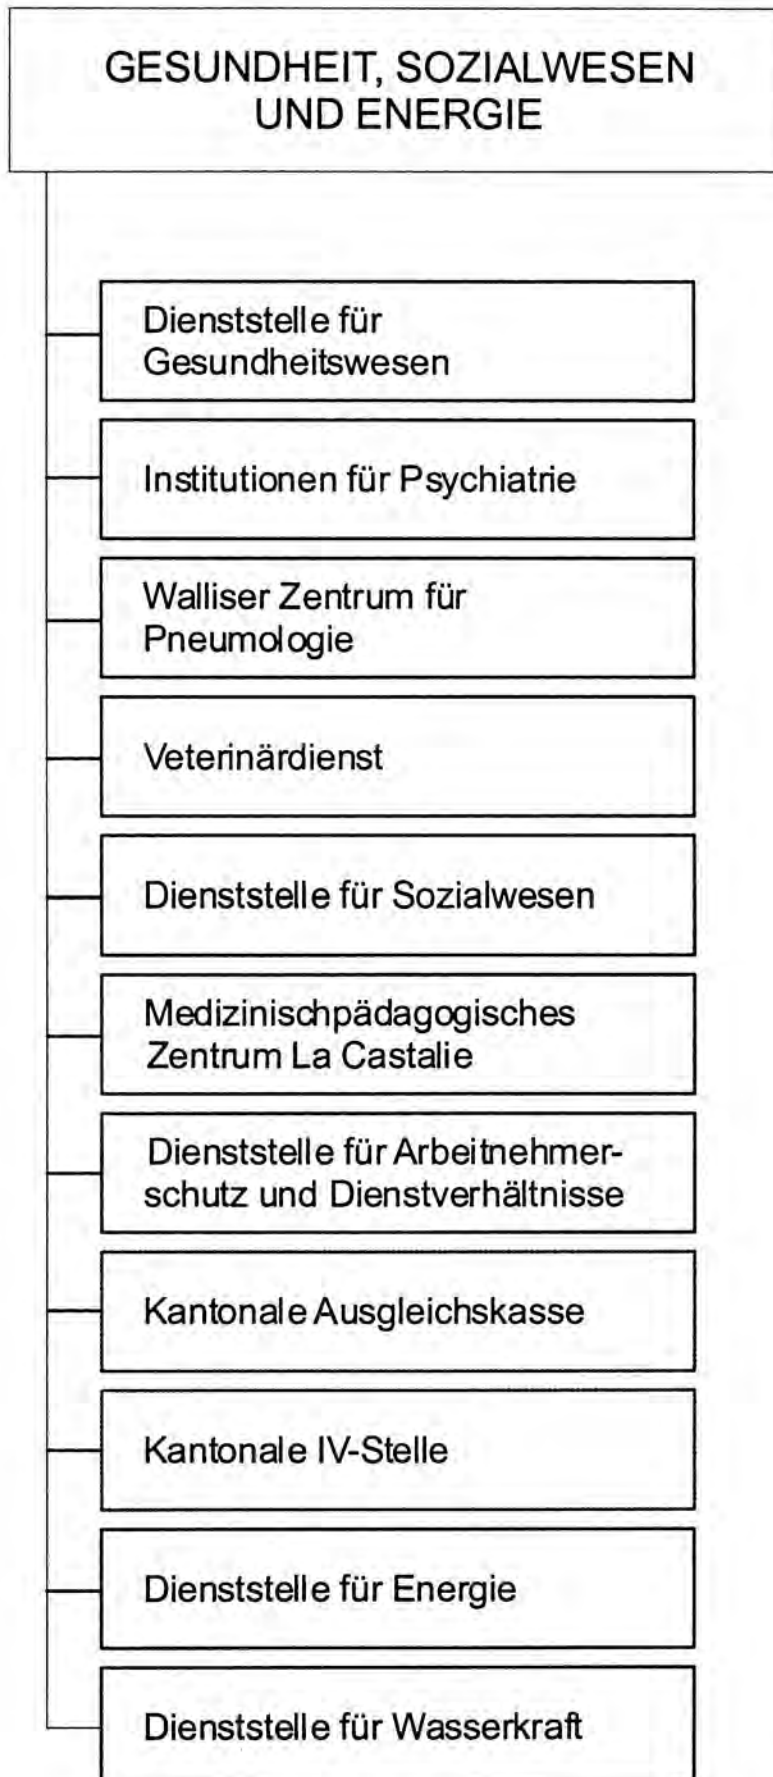 GESUNDHEIT, SOZIALWESEN
UND ENERGIE
Dienststelle für
Gesundheitswesen
Institutionen für Psychiatrie
Walliser Zentrum für
Pneumologie
Veterinärdienst
Dienststelle für Sozialwesen
Medizinischpädagogisches
Zentrum La Castalie
Dienststelle für Arbeitnehmer-
schutz und Dienstverhältnisse
Kantonale Ausgleichskasse
Kantonale IV-Stelle
Dienststelle für Energie
Dienststelle für Wasserkraft